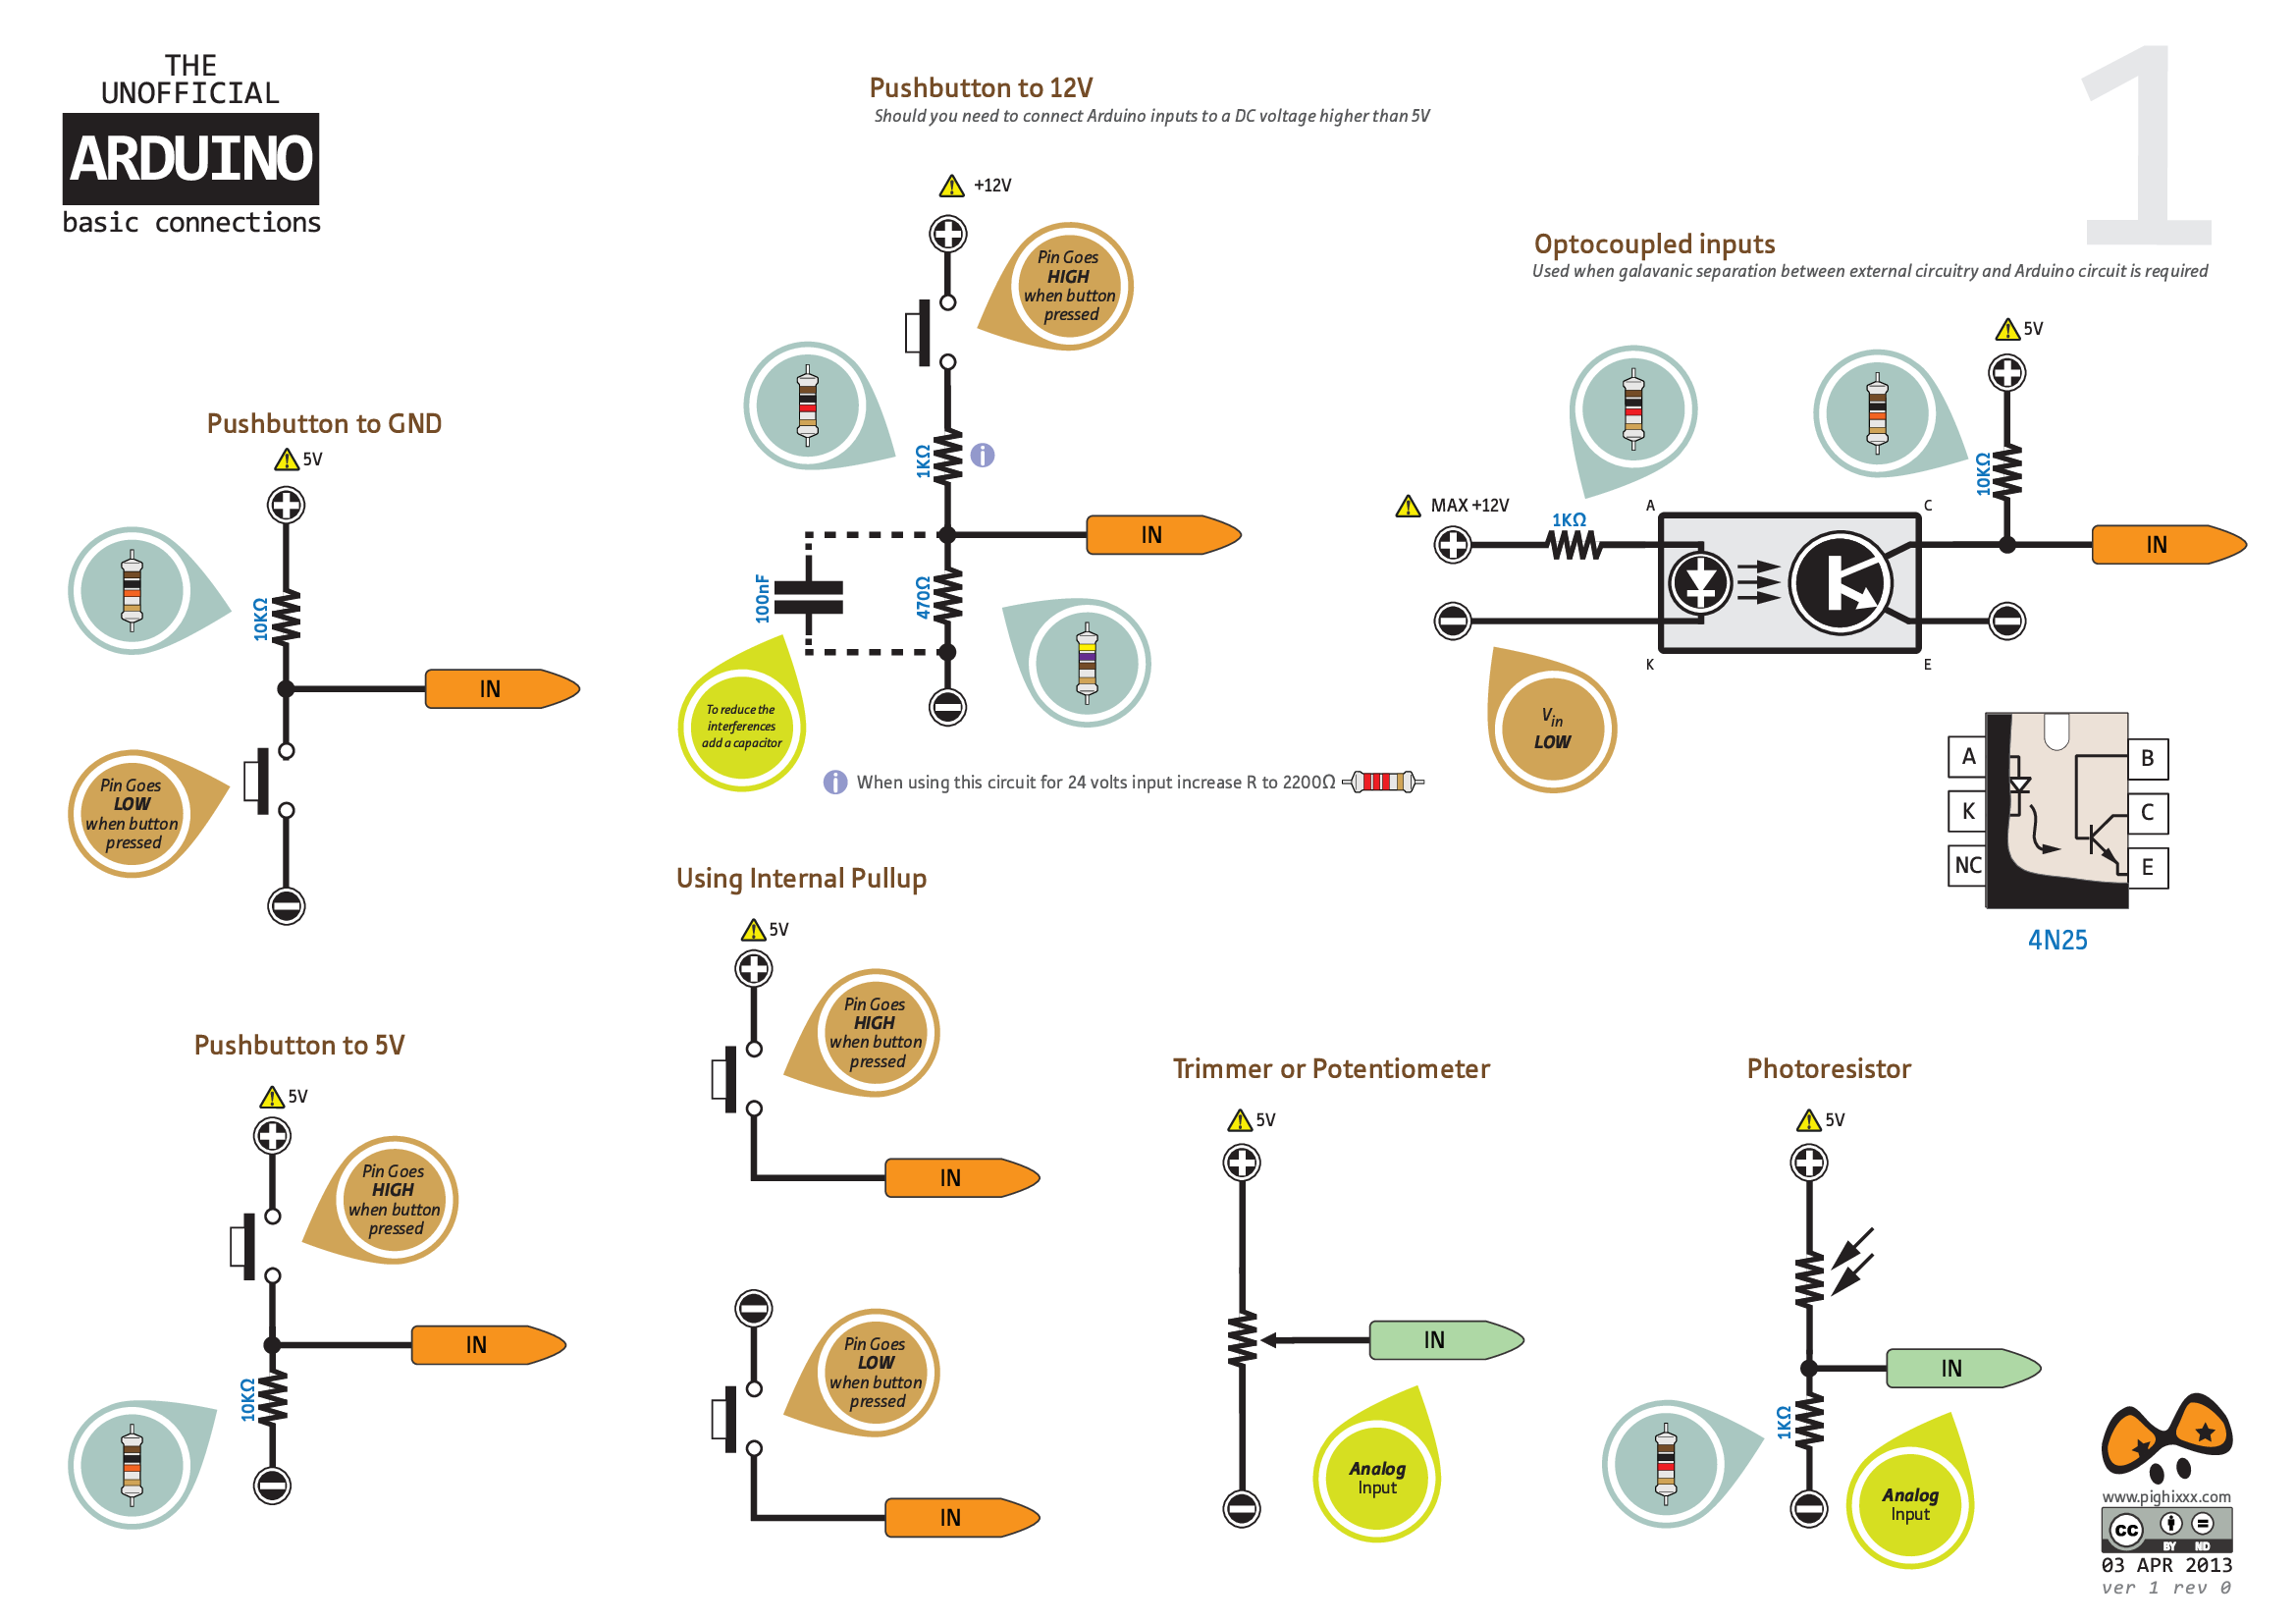 THE
UNOFFICIAL
ARDUINO
basic connections
1
Pushbutton to 12V
Should you need to connect Arduino inputs to a DC voltage higher than 5V
+12V
Pin Goes
HIGH
when button
pressed
1KΩ
i
IN
100nF
470Ω
To reduce the
interferences
add a capacitor
i When using this circuit for 24 volts input increase R to 2200Ω
Optocoupled inputs
Used when galavanic separation between external circuitry and Arduino circuit is required
5V
10KΩ
MAX +12V
1KΩ
A
C
IN
K
E
Vin
LOW
A
B
K
C
NC
E
4N25
Pushbutton to GND
5V
10KΩ
IN
Pin Goes
LOW
when button
pressed
Pushbutton to 5V
5V
Pin Goes
HIGH
when button
pressed
IN
10KΩ
Using Internal Pullup
5V
Pin Goes
HIGH
when button
pressed
IN
Pin Goes
LOW
when button
pressed
IN
Trimmer or Potentiometer
5V
IN
Analog
Input
Photoresistor
5V
IN
1KΩ
Analog
Input
www.pighixxx.com
cc
BY ND
03 APR 2013
ver 1 rev 0